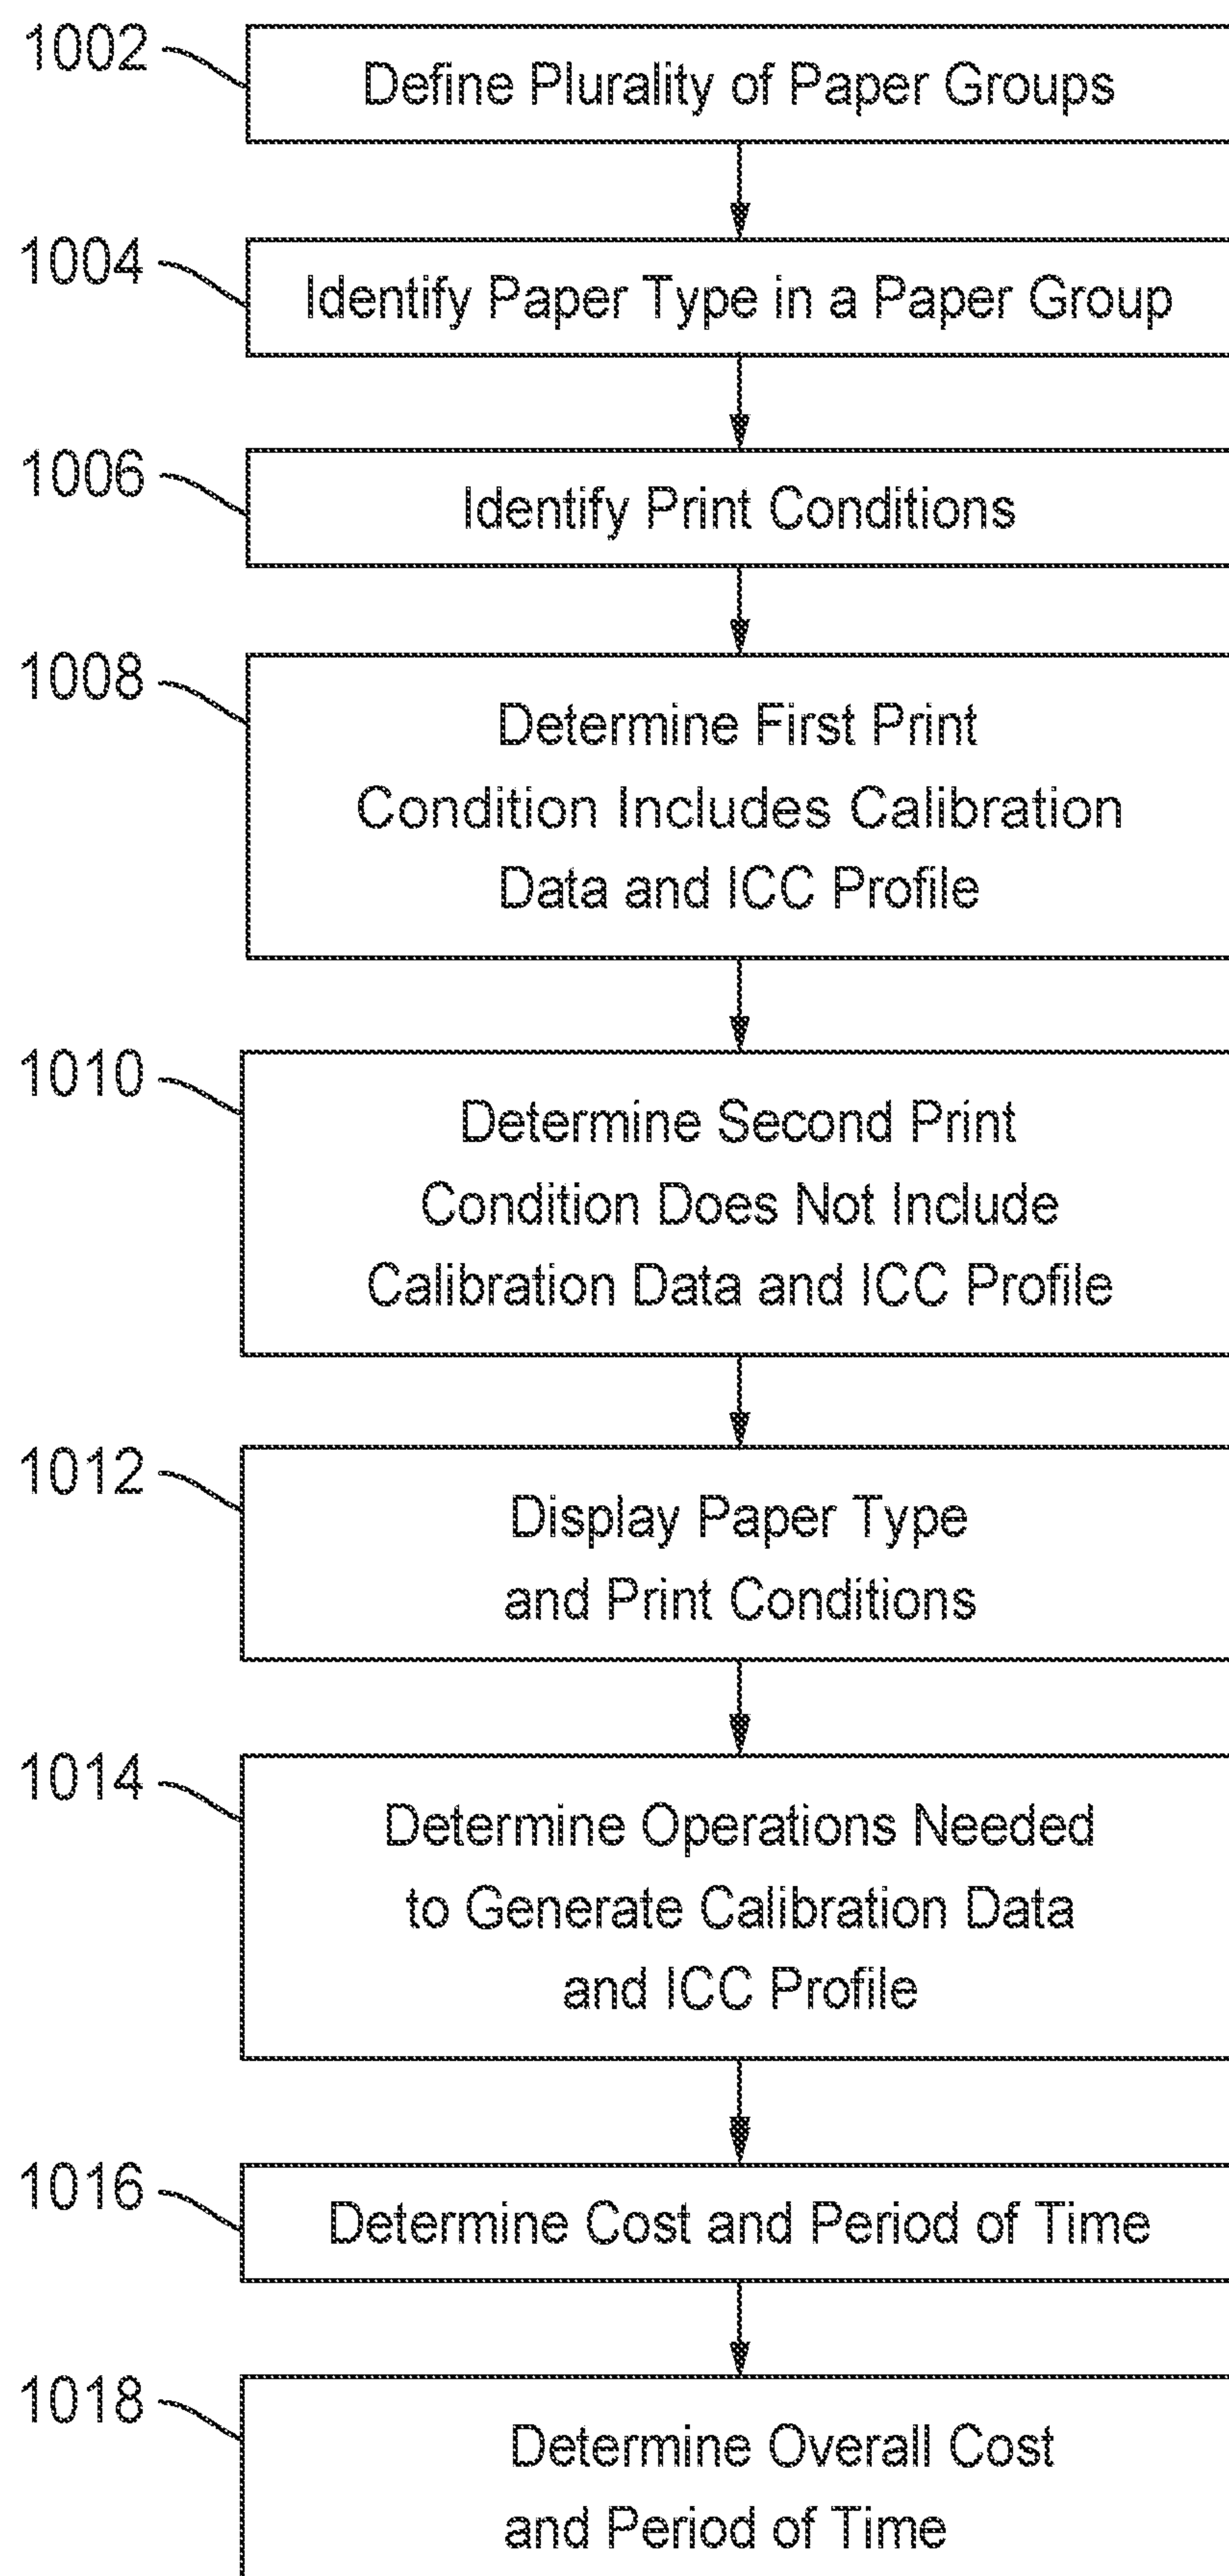 1002
Define Plurality of Paper Groups
1004
Identify Paper Type in a Paper Group
1006
Identify Print Conditions
1008
Determine First Print
Condition Includes Calibration
Data and ICC Profile
1010
Determine Second Print
Condition Does Not Include
Calibration Data and ICC Profile
1012
Display Paper Type
and Print Conditions
1014
Determine Operations Needed
to Generate Calibration Data
and ICC Profile
1016
Determine Cost and Period of Time
1018
Determine Overall Cost
and Period of Time